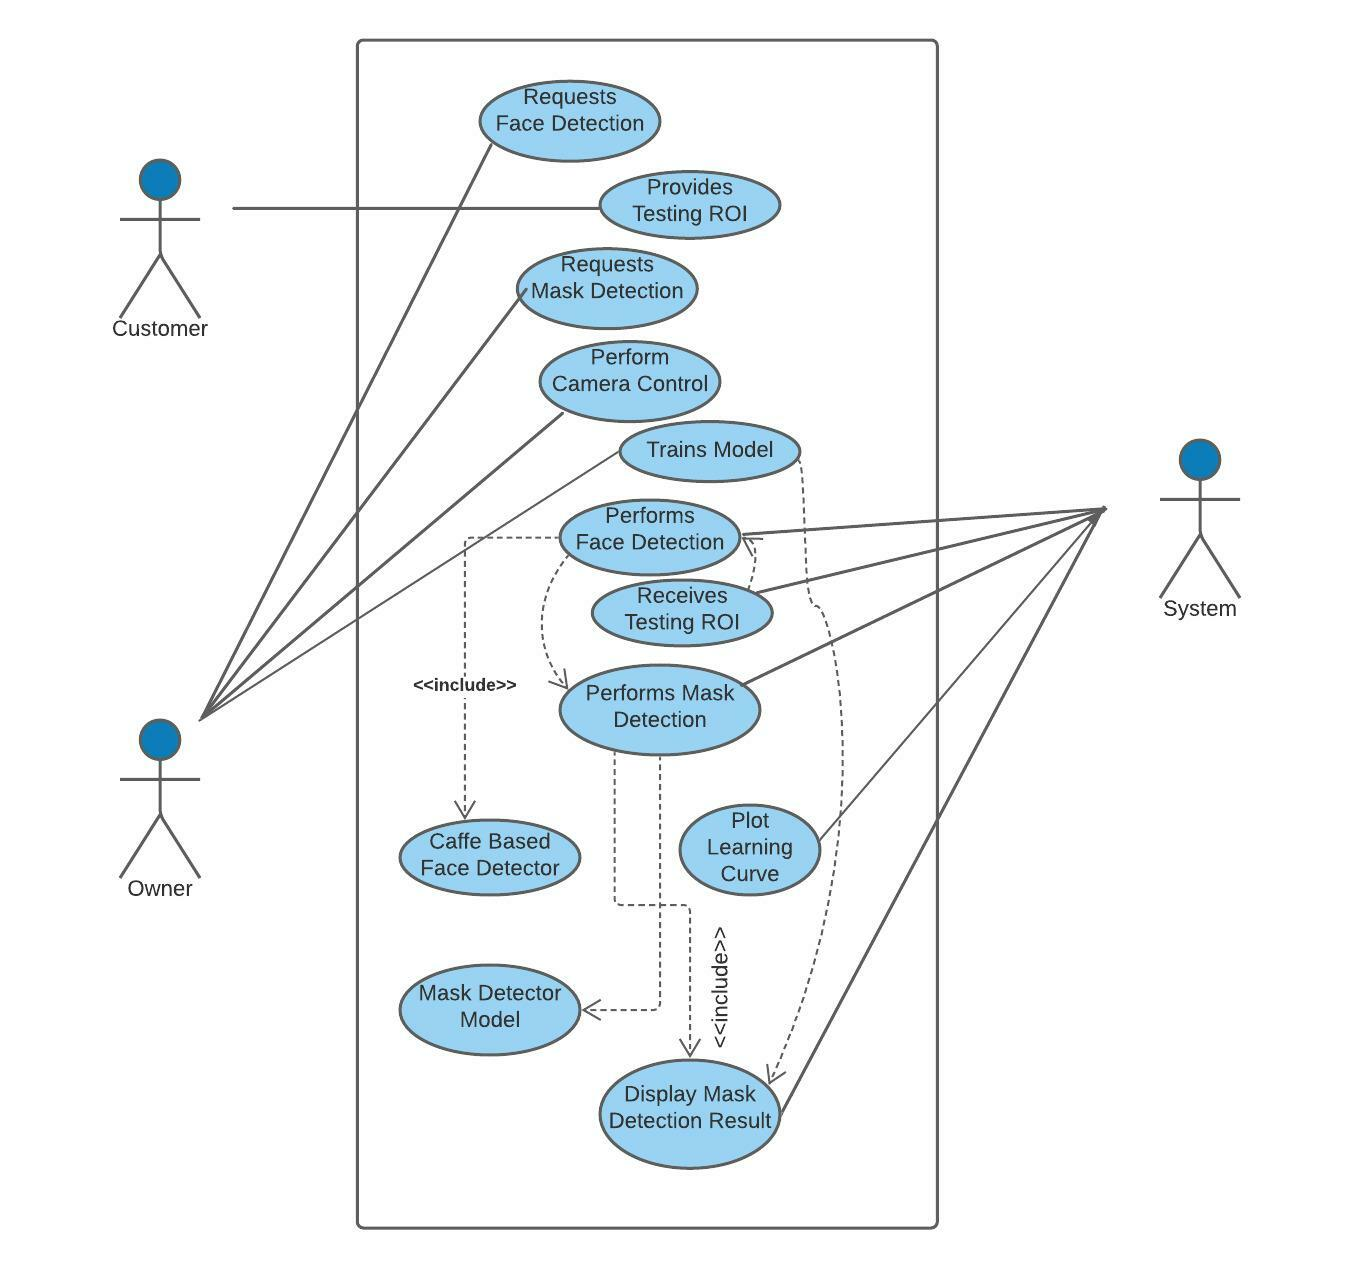 Requests
Face Detection
Provides
Testing ROI
Requests
Mask Detection
Customer
Perform
Camera Control
Trains Model
Performs
Face Detection
Receives
Testing ROI
System
<<include>>
Performs Mask
Detection
Owner
Caffe Based
Face Detector
Plot
Learning
Curve
<<include>>
Mask Detector
Model
Display Mask
Detection Result